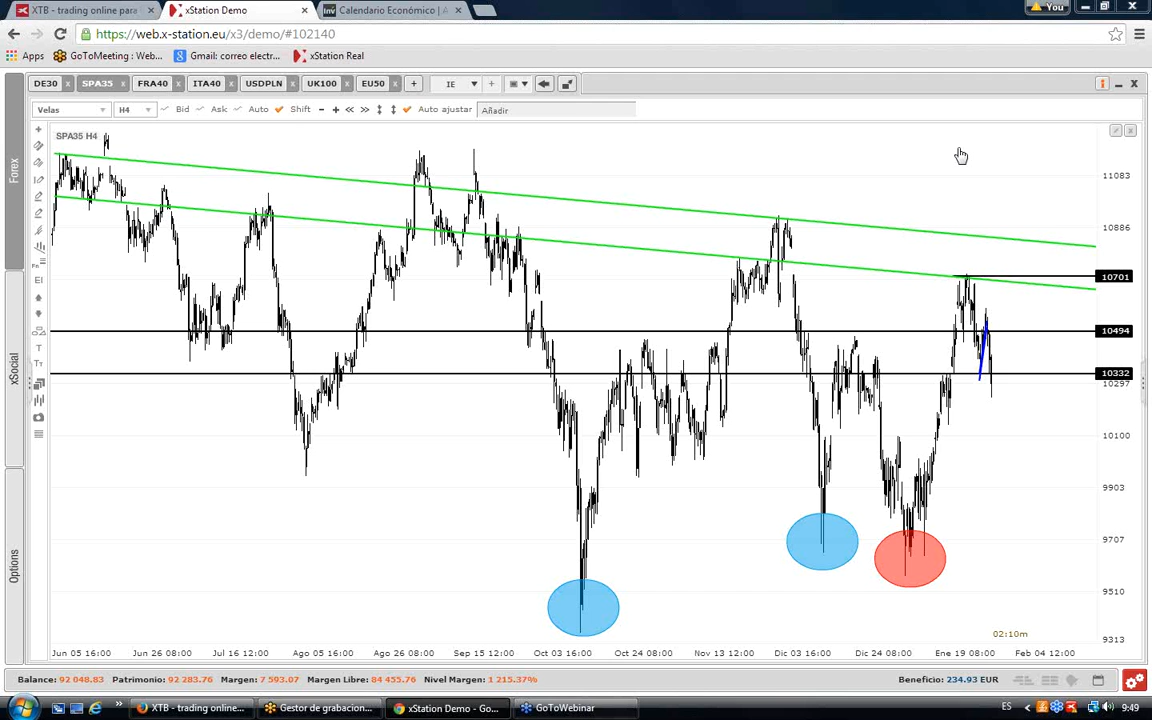 XTB - trading online para
xStation Demo
Calendario Económico | A
You
https://web.x-station.eu/x3/demo/#102140
Apps
GoToMeeting : Web...
Gmail: correo electr...
xStation Real
DE30
SPA35
FRA40
ITA40
USDPLN
UK100
EU50
IE
Velas
H4
Bid
Ask
Auto
Shift
Auto ajustar
Añadir
Forex
xSocial
Options
SPA35 H4
11083
10886
10701
10494
10332
10297
10100
9903
9707
9510
9313
02:10m
Jun 05 16:00
Jun 26 08:00
Jul 16 12:00
Ago 05 16:00
Ago 26 08:00
Sep 15 12:00
Oct 03 16:00
Oct 24 08:00
Nov 13 12:00
Dic 03 16:00
Dic 24 08:00
Ene 19 08:00
Feb 04 12:00
Balance: 92 048.83
Patrimonio: 92 283.76
Margen: 7 593.07
Margen Libre: 84 455.76
Nivel Margen: 1 215.37%
Beneficio: 234.93 EUR
XTB - trading online...
Gestor de grabacion...
xStation Demo - Go...
GoToWebinar
ES
9:49